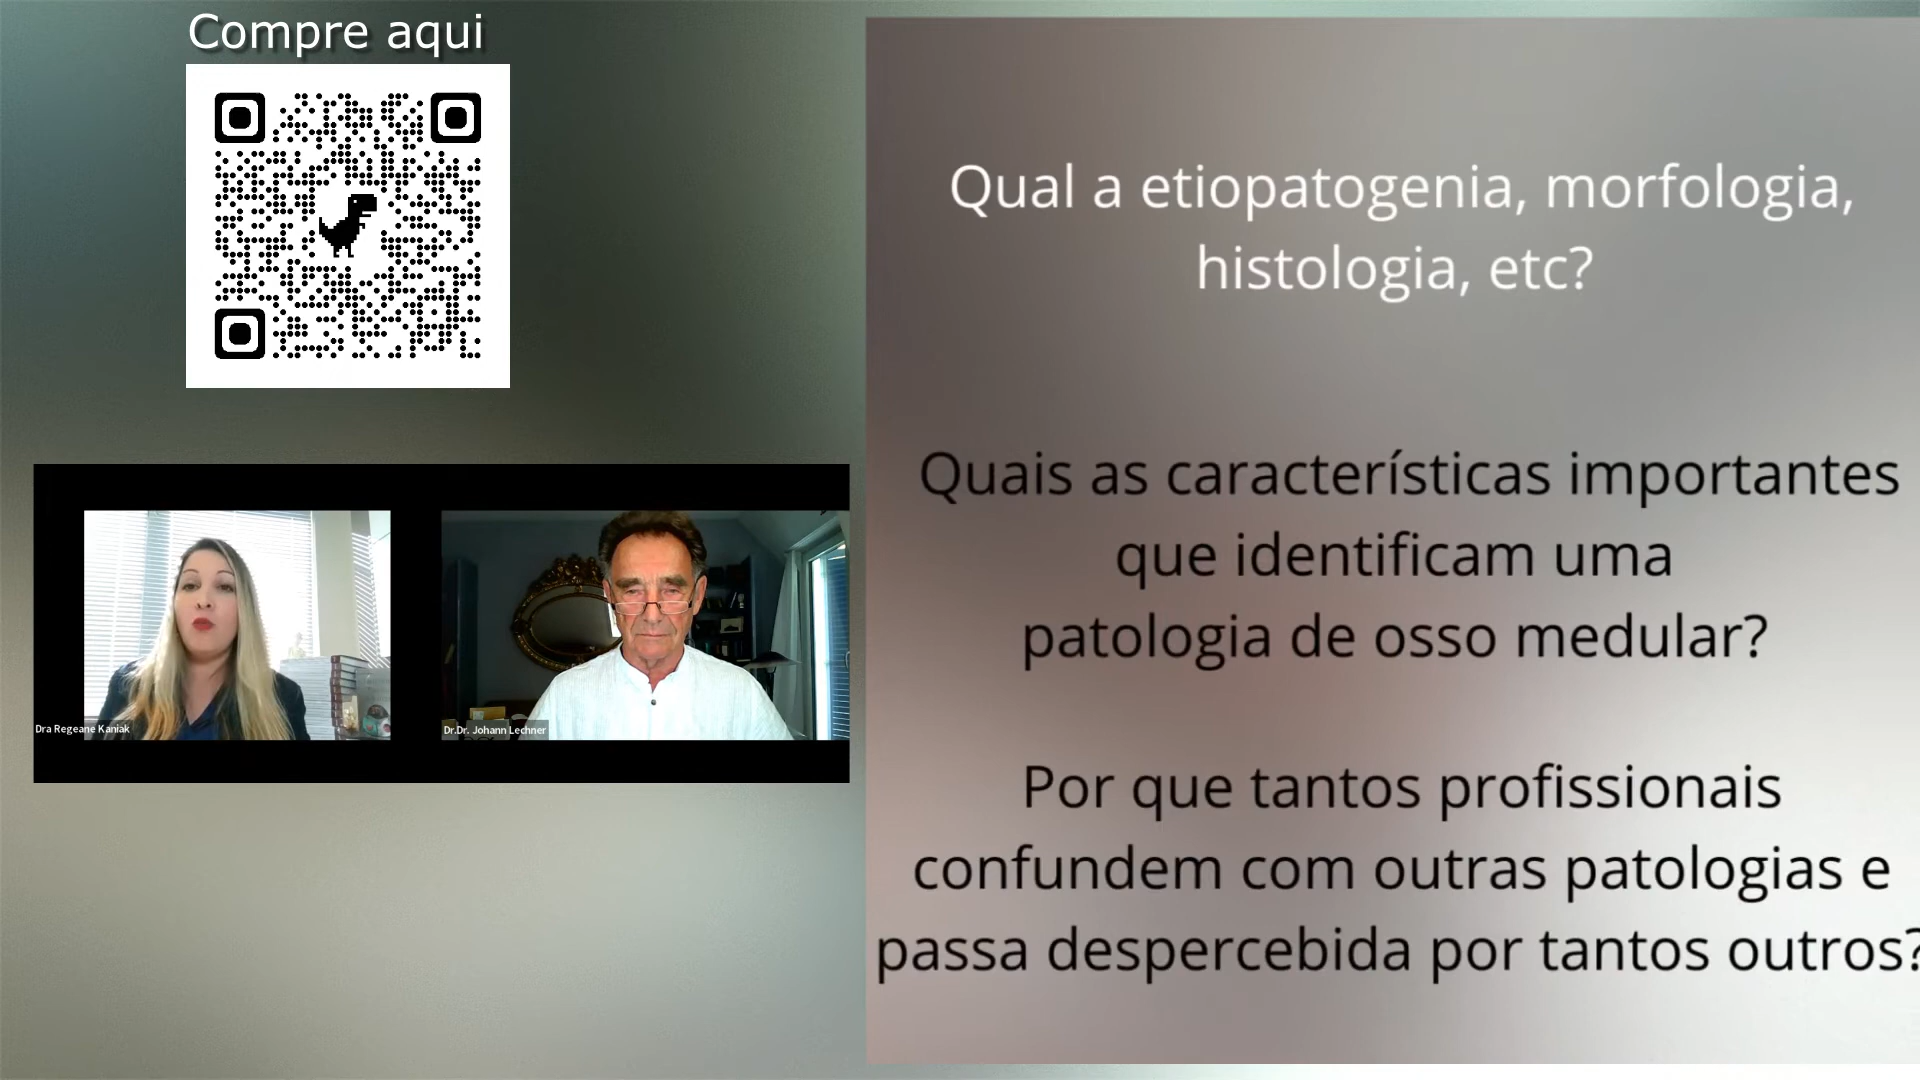 Compre aqui
Dra Regeane Kaniak
Dr.Dr. Johann Lechner
Qual a etiopatogenia, morfologia,
histologia, etc?
Quais as características importantes
que identificam uma
patologia de osso medular?
Por que tantos profissionais
confundem com outras patologias e
passa despercebida por tantos outros?